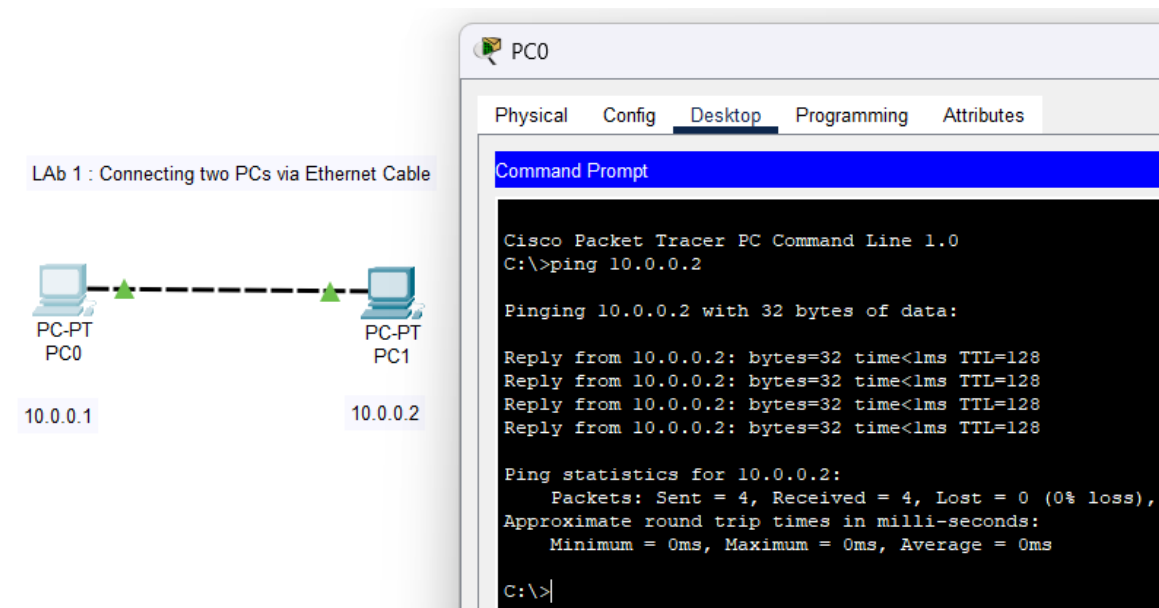 LAb 1 : Connecting two PCs via Ethernet Cable
PC-PT
PC0
PC-PT
PC1
10.0.0.1
10.0.0.2
PC0
Physical Config Desktop Programming Attributes
Command Prompt
Cisco Packet Tracer PC Command Line 1.0
C:\>ping 10.0.0.2
Pinging 10.0.0.2 with 32 bytes of data:
Reply from 10.0.0.2: bytes=32 time<1ms TTL=128
Reply from 10.0.0.2: bytes=32 time<1ms TTL=128
Reply from 10.0.0.2: bytes=32 time<1ms TTL=128
Reply from 10.0.0.2: bytes=32 time<1ms TTL=128
Ping statistics for 10.0.0.2:
Packets: Sent = 4, Received = 4, Lost = 0 (0% loss),
Approximate round trip times in milli-seconds:
Minimum = 0ms, Maximum = 0ms, Average = 0ms
C:\>